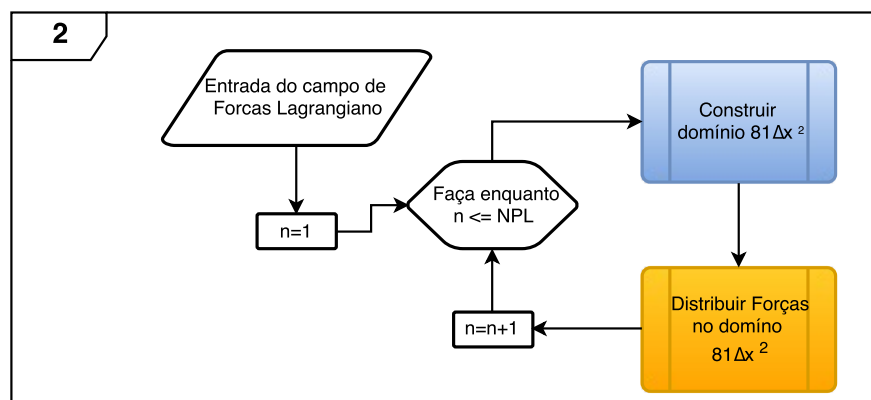 2
Entrada do campo de
Forcas Lagrangiano
n=1
Faça enquanto
n <= NPL
Construir
domínio 81Δx ²
Distribuir Forças
no domíno
81Δx ²
n=n+1